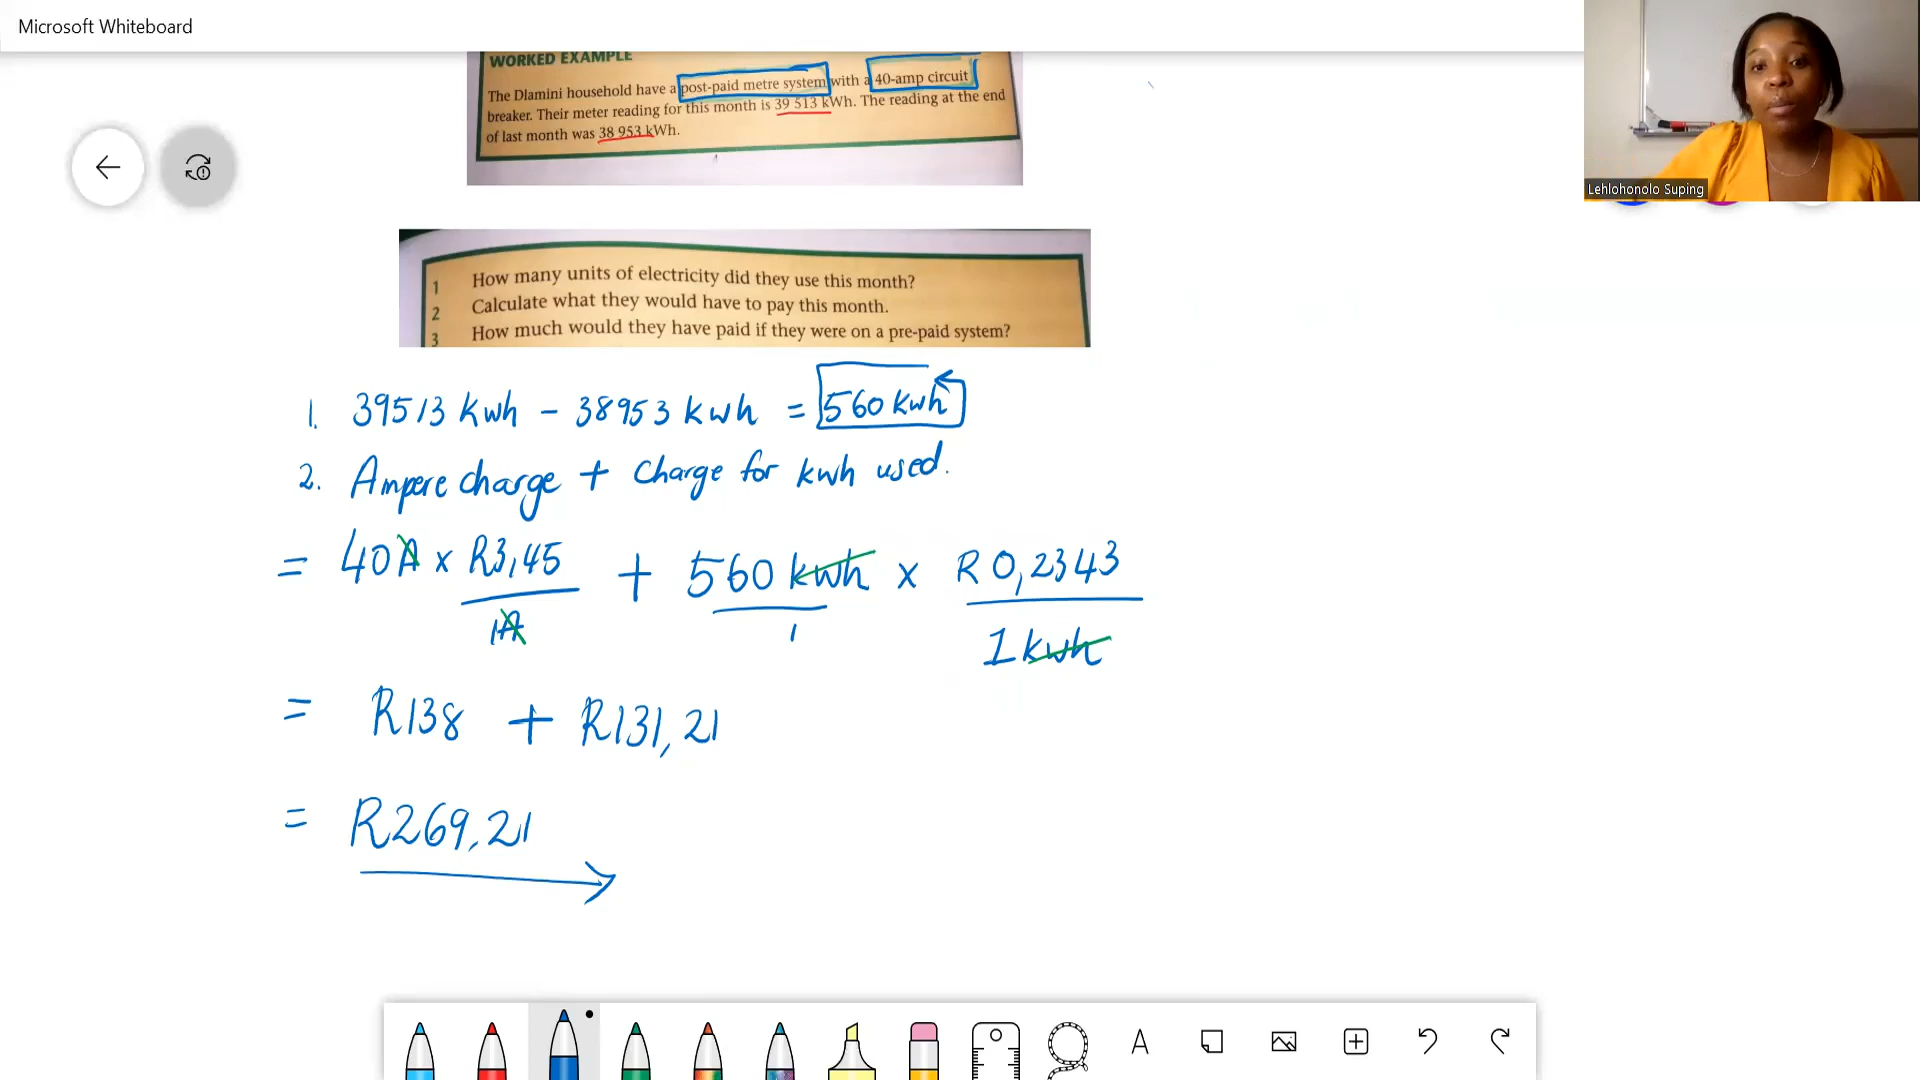 Microsoft Whiteboard
WORKED EXAMPLE
The Dlamini household have a post-paid metre system with a 40-amp circuit
breaker. Their meter reading for this month is 39 513 kWh. The reading at the end
of last month was 38 953 kWh.
Lehlohonolo Suping
1 How many units of electricity did they use this month?
2 Calculate what they would have to pay this month.
3 How much would they have paid if they were on a pre-paid system?
1. 39513 kwh - 38953 kwh = 560 kwh
2. Ampere charge + Charge for kwh used.
= 40A x R3,45 + 560 kwh x R0,2343
1A 1 1kwh
= R138 + R131,21
= R269,21
A